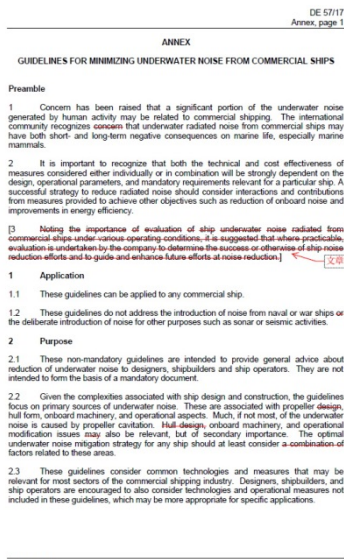 DE 57/17
Annex, page 1
ANNEX
GUIDELINES FOR MINIMIZING UNDERWATER NOISE FROM COMMERCIAL SHIPS
Preamble
1 Concern has been raised that a significant portion of the underwater noise
generated by human activity may be related to commercial shipping. The international
community recognizes concern that underwater radiated noise from commercial ships may
have both short- and long-term negative consequences on marine life, especially marine
mammals.
2 It is important to recognize that both the technical and cost effectiveness of
measures considered either individually or in combination will be strongly dependent on the
design, operational parameters, and mandatory requirements relevant for a particular ship. A
successful strategy to reduce radiated noise should consider interactions and contributions
from measures provided to achieve other objectives such as reduction of onboard noise and
improvements in energy efficiency.
[3 Noting the importance of evaluation of ship underwater noise radiated from
commercial ships under various operating conditions, it is suggested that where practicable,
evaluation is undertaken by the company to determine the success or otherwise of ship noise
reduction efforts and to guide and enhance future efforts at noise reduction.]
文章
1 Application
1.1 These guidelines can be applied to any commercial ship.
1.2 These guidelines do not address the introduction of noise from naval or war ships or
the deliberate introduction of noise for other purposes such as sonar or seismic activities.
2 Purpose
2.1 These non-mandatory guidelines are intended to provide general advice about
reduction of underwater noise to designers, shipbuilders and ship operators. They are not
intended to form the basis of a mandatory document.
2.2 Given the complexities associated with ship design and construction, the guidelines
focus on primary sources of underwater noise. These are associated with propeller design,
hull form, onboard machinery, and operational aspects. Much, if not most, of the underwater
noise is caused by propeller cavitation. Hull design, onboard machinery, and operational
modification issues may also be relevant, but of secondary importance. The optimal
underwater noise mitigation strategy for any ship should at least consider a combination of
factors related to these areas.
2.3 These guidelines consider common technologies and measures that may be
relevant for most sectors of the commercial shipping industry. Designers, shipbuilders, and
ship operators are encouraged to also consider technologies and operational measures not
included in these guidelines, which may be more appropriate for specific applications.